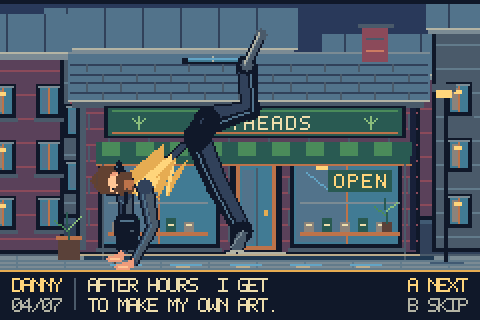 HEADS
OPEN
DANNY
04/07
AFTER HOURS I GET
TO MAKE MY OWN ART.
A NEXT
B SKIP